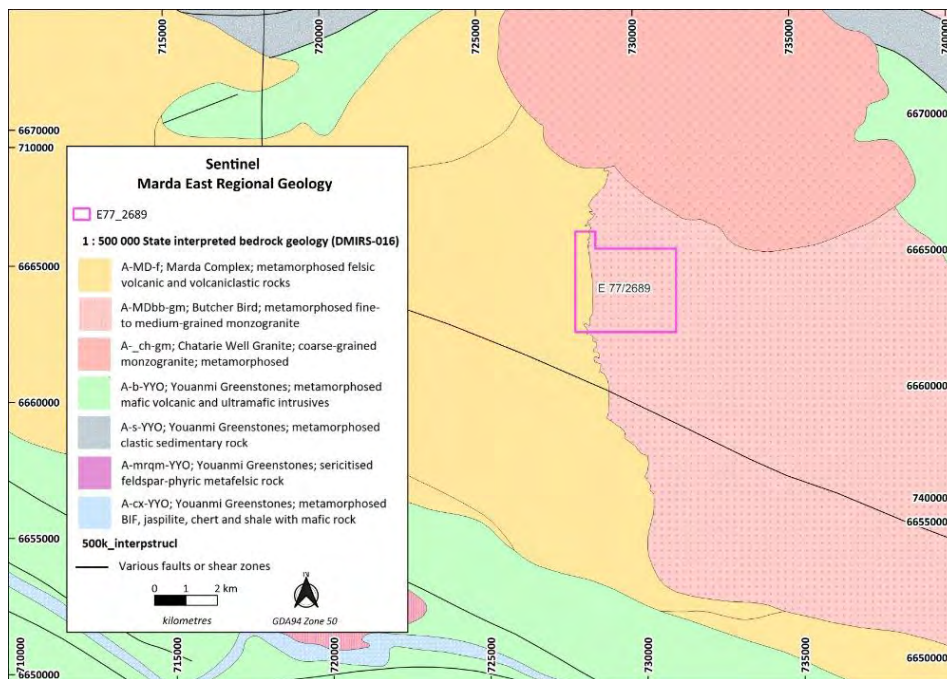 715000
720000
725000
730000
735000
740000
6670000
710000
6670000
6665000
6665000
6660000
6660000
740000
6655000
6655000
6650000
6650000
710000
715000
720000
725000
730000
735000
Sentinel
Marda East Regional Geology
E77_2689
1 : 500 000 State interpreted bedrock geology (DMIRS-016)
A-MD-f; Marda Complex; metamorphosed felsic
volcanic and volcaniclastic rocks
A-MDbb-gm; Butcher Bird; metamorphosed fine-
to medium-grained monzogranite
A-_ch-gm; Chatarie Well Granite; coarse-grained
monzogranite; metamorphosed
A-b-YYO; Youanmi Greenstones; metamorphosed
mafic volcanic and ultramafic intrusives
A-s-YYO; Youanmi Greenstones; metamorphosed
clastic sedimentary rock
A-mrqm-YYO; Youanmi Greenstones; sericitised
feldspar-phyric metafelsic rock
A-cx-YYO; Youanmi Greenstones; metamorphosed
BIF, jaspilite, chert and shale with mafic rock
500k_interpstrucl
Various faults or shear zones
0 1 2 km
kilometres
N
GDA94 Zone 50
E 77/2689